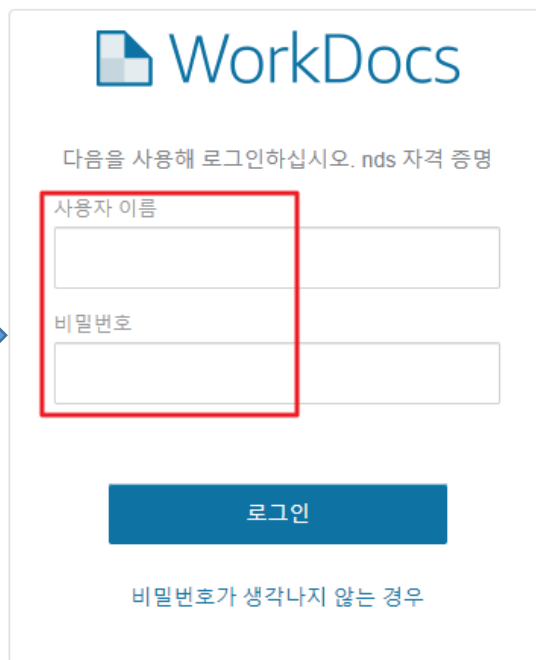 WorkDocs
다음을 사용해 로그인하십시오. nds 자격 증명
사용자 이름
비밀번호
로그인
비밀번호가 생각나지 않는 경우